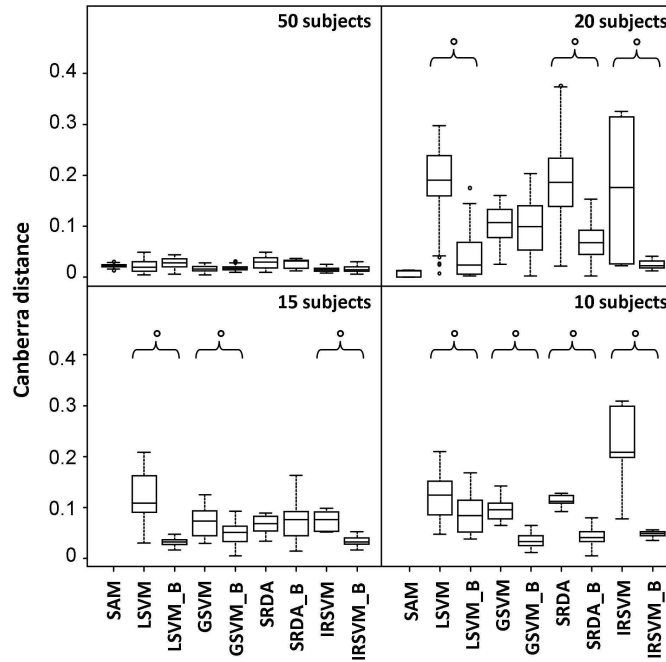 50 subjects
20 subjects
0.4
0.3
0.2
0.1
0
15 subjects
10 subjects
0.4
0.3
0.2
0.1
0
Canberra distance
SAM
LSVM
LSVM_B
GSVM
GSVM_B
SRDA
SRDA_B
IRSVM
IRSVM_B
SAM
LSVM
LSVM_B
GSVM
GSVM_B
SRDA
SRDA_B
IRSVM
IRSVM_B